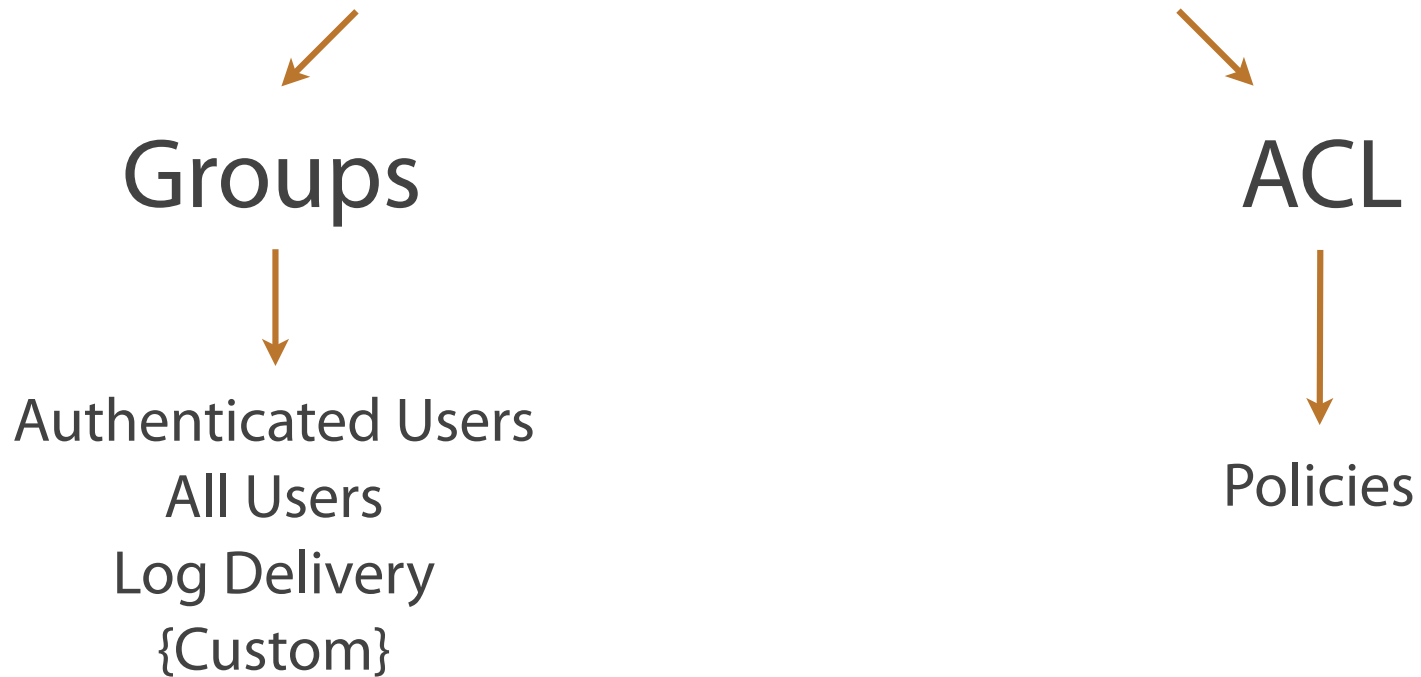 Groups
ACL
Authenticated Users
All Users
Log Delivery
{Custom}
Policies